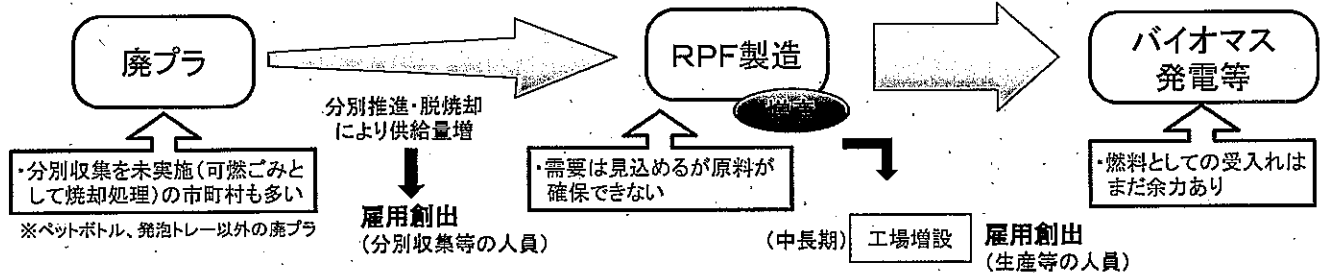 廃プラ
RPF製造
バイオマス
発電等
分別推進・脱焼却
により供給量増
・分別収集を未実施(可燃ごみと
して焼却処理)の市町村も多い
※ペットボトル、発泡トレー以外の廃プラ
雇用創出
(分別収集等の人員)
・需要は見込めるが原料が
確保できない
(中長期)
工場増設
雇用創出
(生産等の人員)
・燃料としての受入れは
まだ余力あり